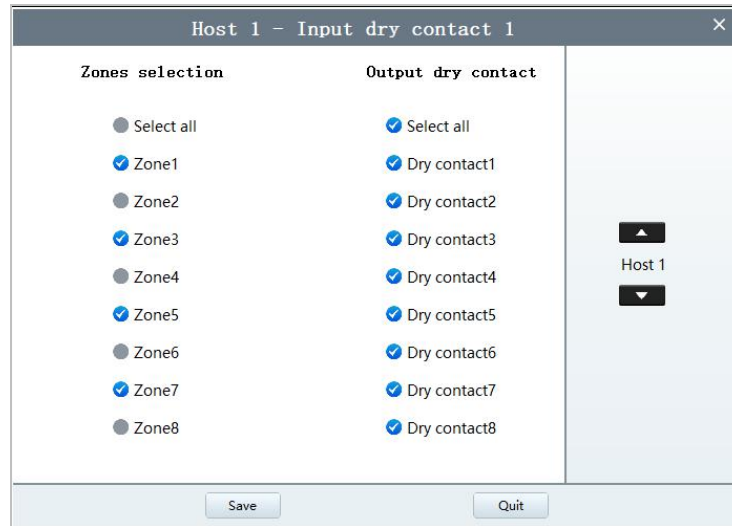 Host 1 - Input dry contact 1
Zones selection
Select all
Zone1
Zone2
Zone3
Zone4
Zone5
Zone6
Zone7
Zone8
Output dry contact
Select all
Dry contact1
Dry contact2
Dry contact3
Dry contact4
Dry contact5
Dry contact6
Dry contact7
Dry contact8
Host 1
Save
Quit